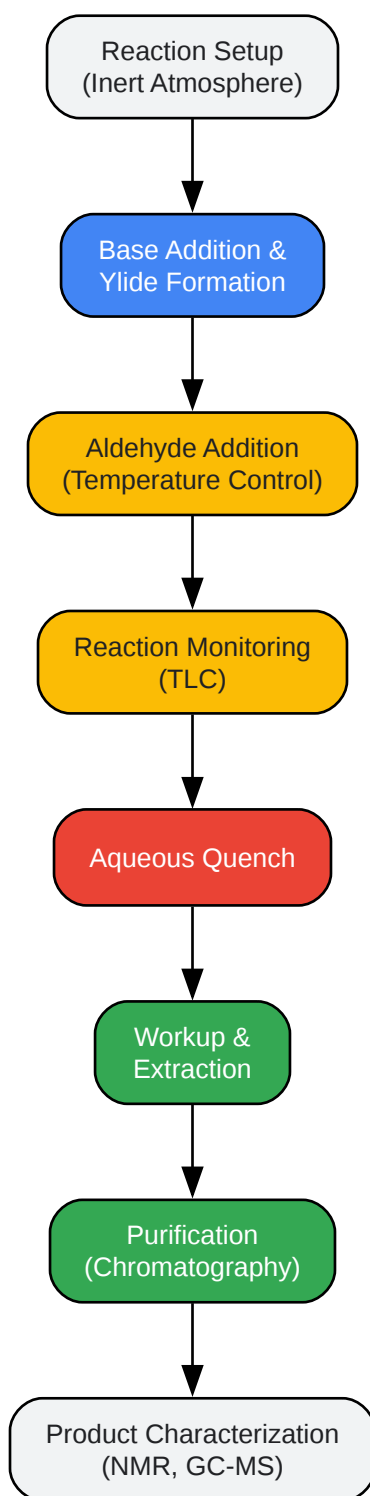 Reaction Setup
(Inert Atmosphere)
Base Addition &
Ylide Formation
Aldehyde Addition
(Temperature Control)
Reaction Monitoring
(TLC)
Aqueous Quench
Workup &
Extraction
Purification
(Chromatography)
Product Characterization
(NMR, GC-MS)